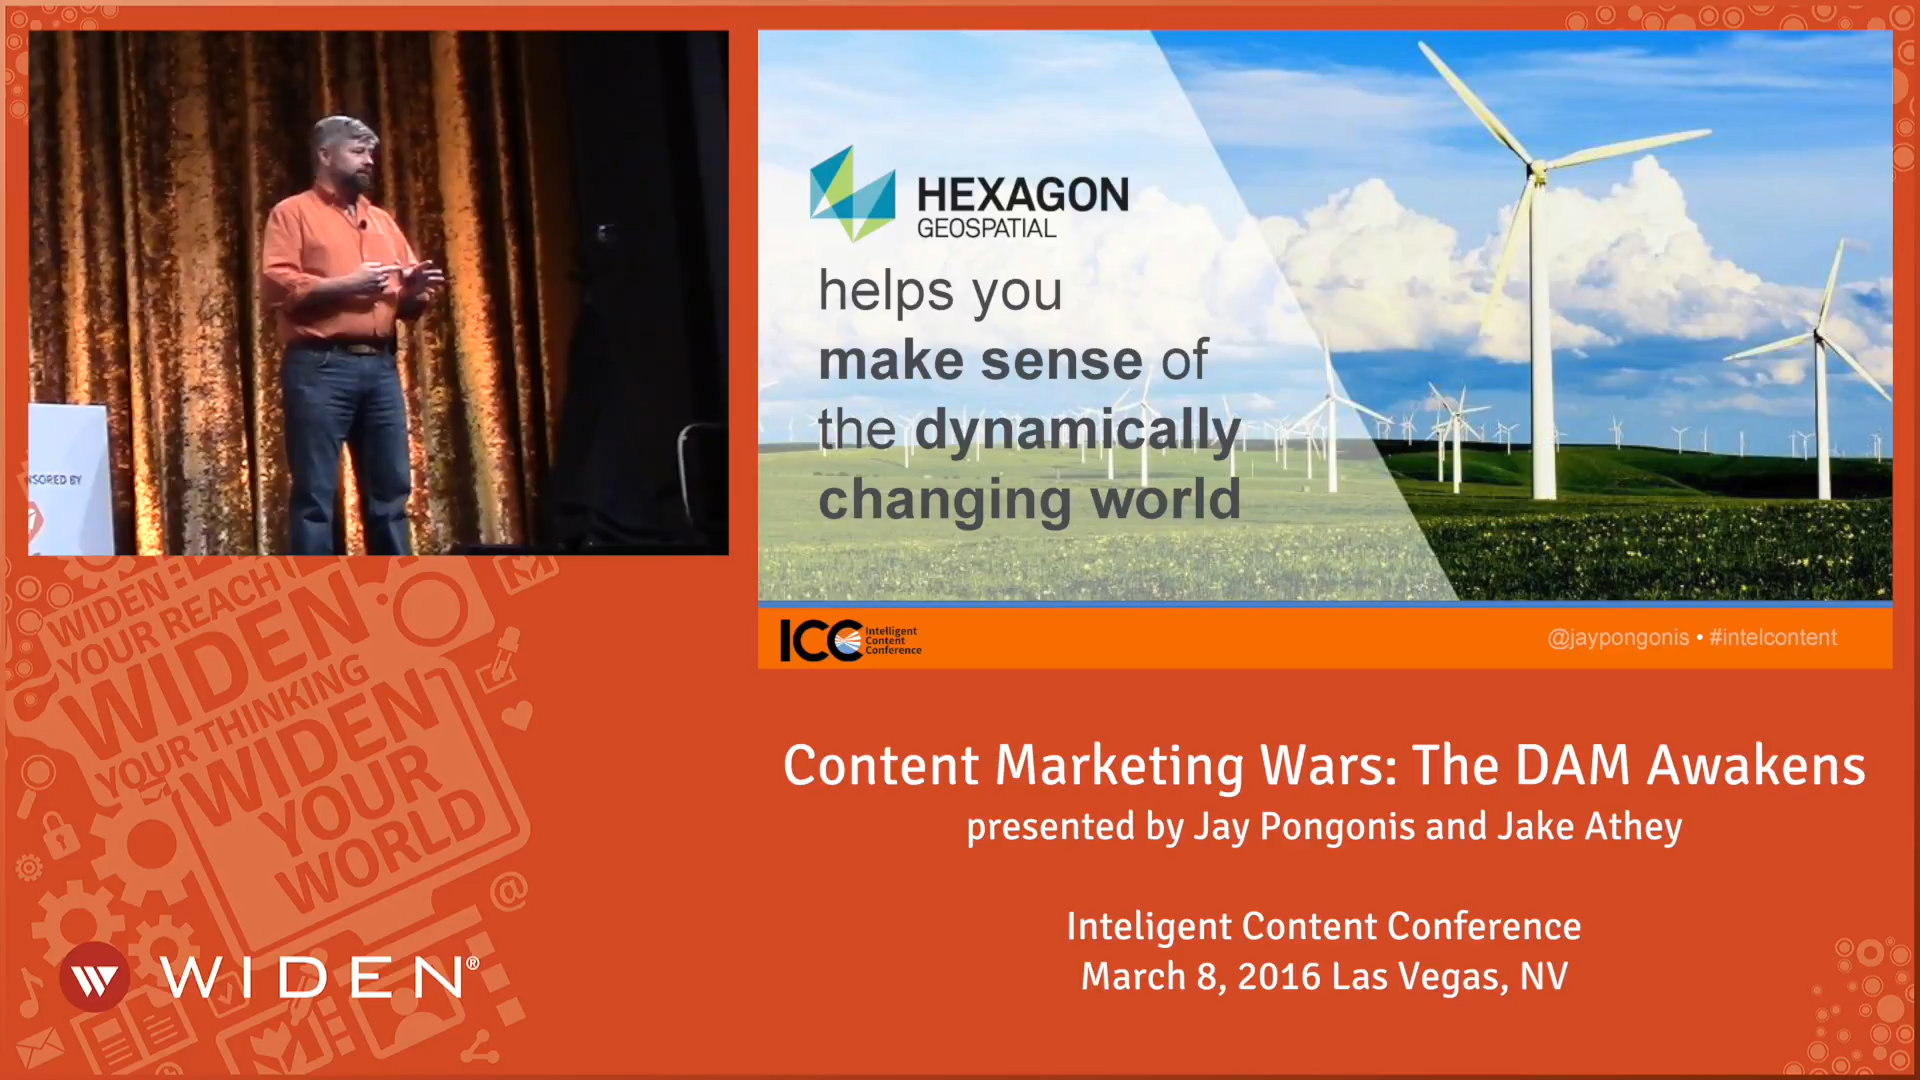 NSORED BY
HEXAGON
GEOSPATIAL
helps you
make sense of
the dynamically
changing world
ICC Intelligent
Content
Conference
@jaypongonis • #intelcontent
Content Marketing Wars: The DAM Awakens
presented by Jay Pongonis and Jake Athey
Inteligent Content Conference
March 8, 2016 Las Vegas, NV
WIDEN
YOUR REACH
WIDEN
YOUR THINKING
WIDEN
YOUR
WORLD
@
WIDEN®